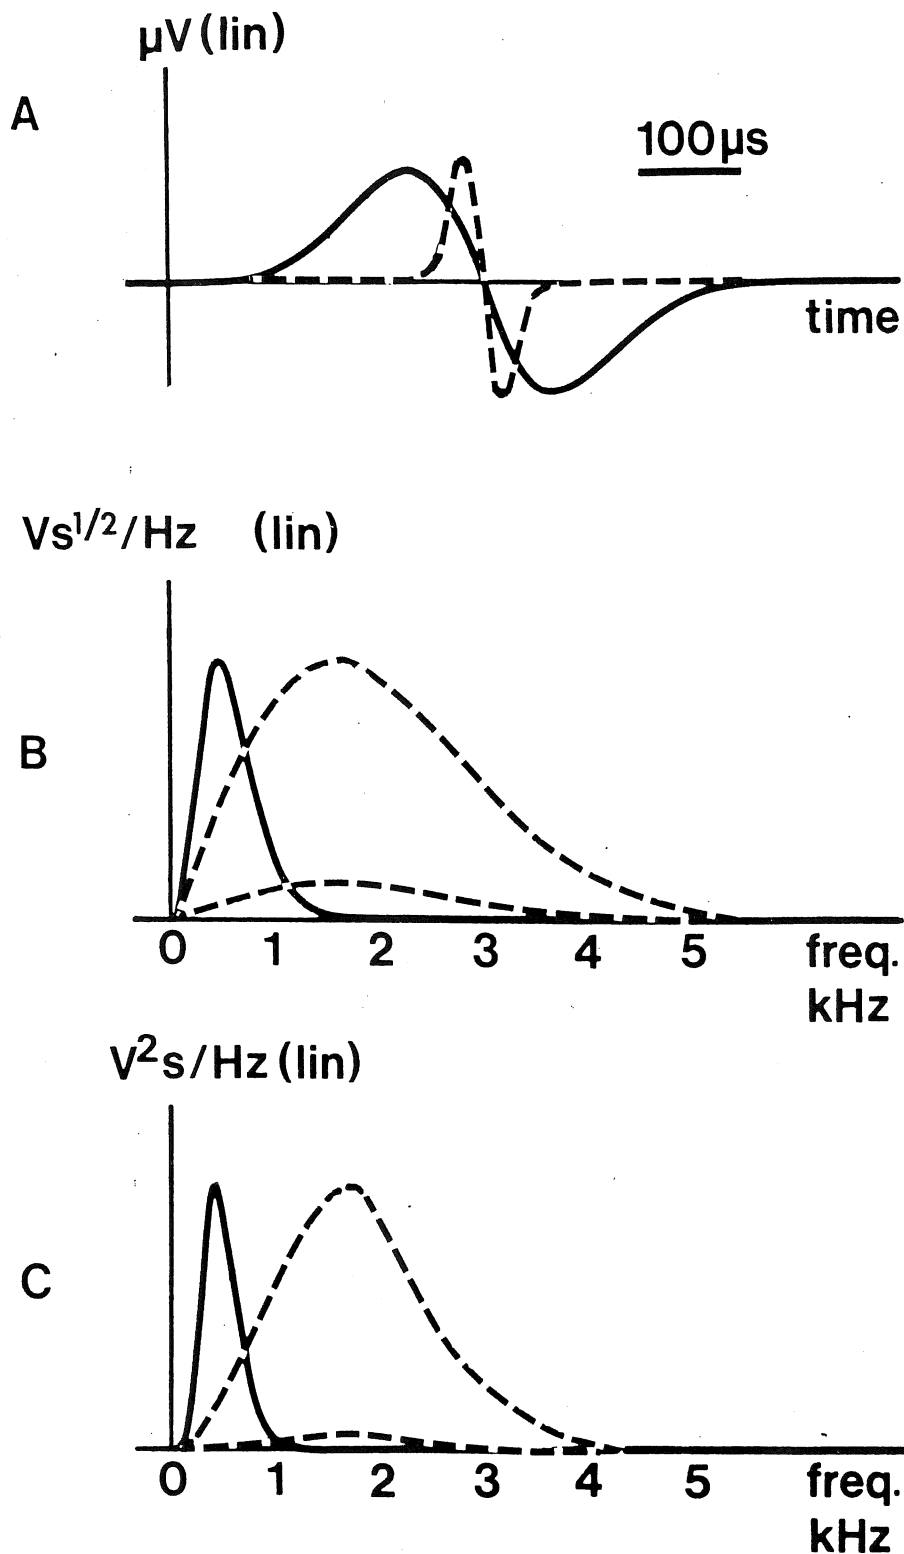 µV (lin)
A
100µs
time
Vs1/2/Hz (lin)
B
0 1 2 3 4 5 freq.
kHz
V2s/Hz (lin)
C
0 1 2 3 4 5 freq.
kHz